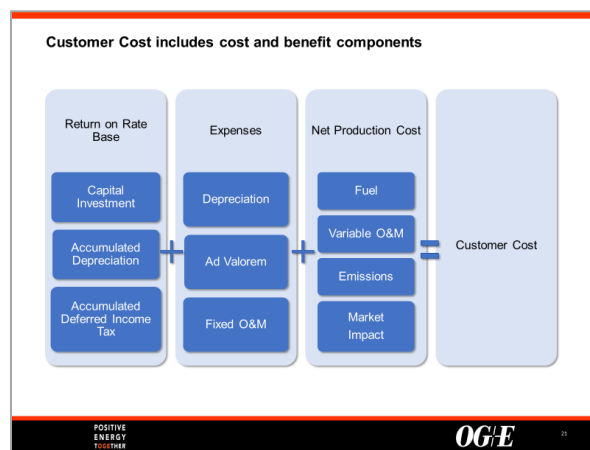 Customer Cost includes cost and benefit components
Return on Rate
Base
Capital
Investment
Accumulated
Depreciation
Accumulated
Deferred Income
Tax
+
Expenses
Depreciation
Ad Valorem
Fixed O&M
+
Net Production Cost
Fuel
Variable O&M
Emissions
Market
Impact
=
Customer Cost
POSITIVE
ENERGY
TOGETHER
OG/E
25